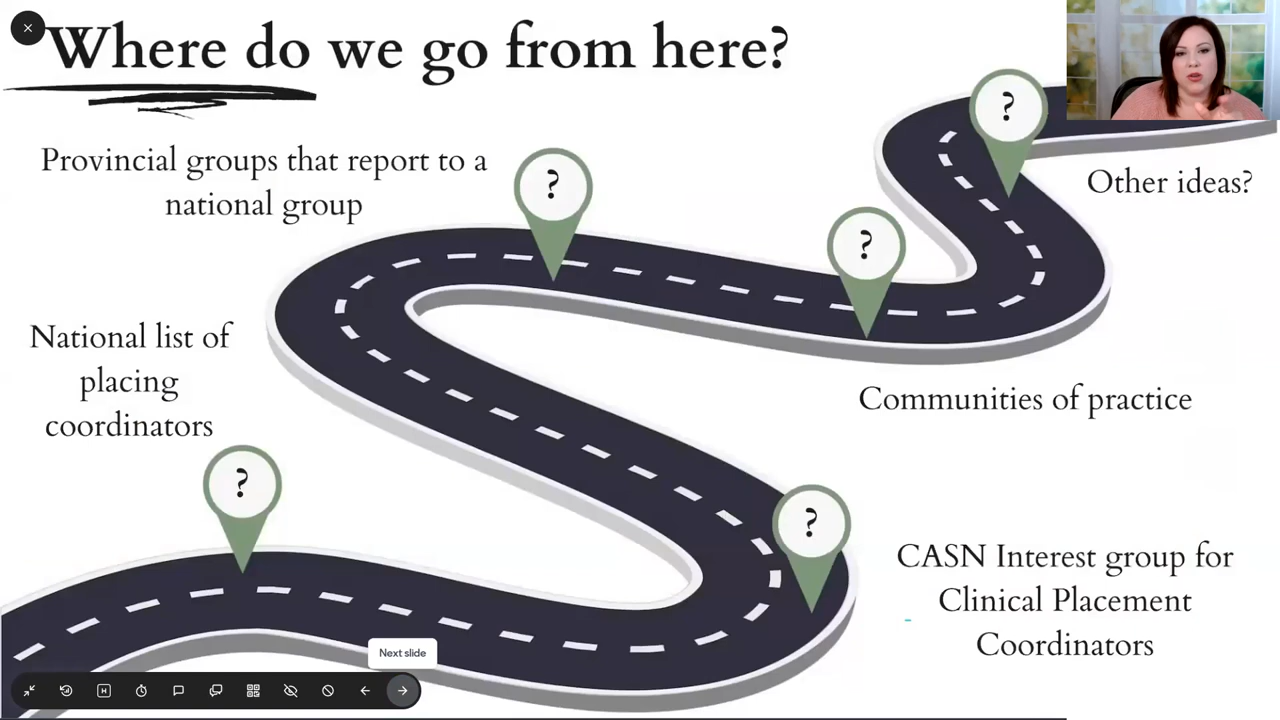 Where do we go from here?
Provincial groups that report to a
national group
?
?
Other ideas?
?
National list of
placing
coordinators
Communities of practice
?
?
CASN Interest group for
Clinical Placement
Coordinators
Next slide